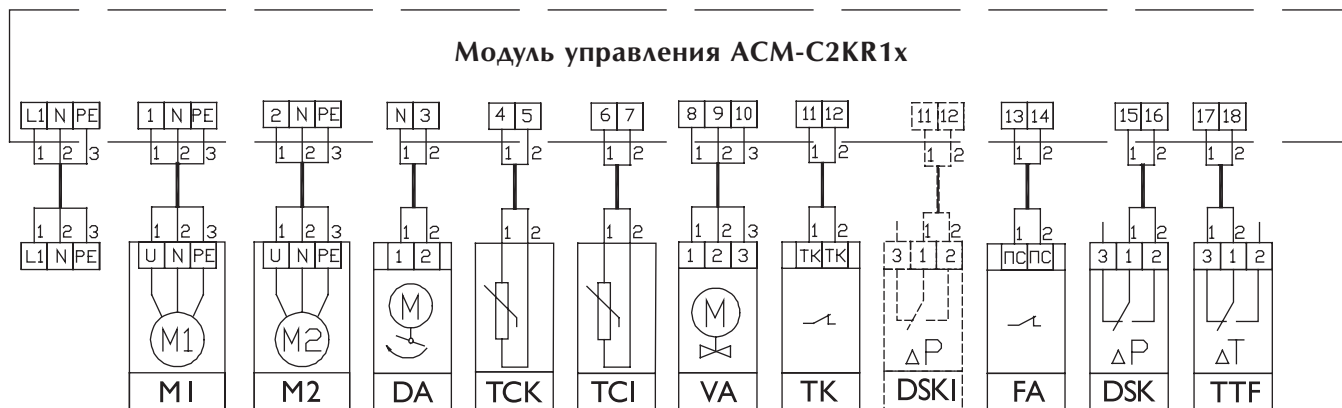 Модуль управления ACM-C2KR1x
L1 N PE 1 N PE 2 N PE N 3 4 5 6 7 8 9 10 11 12 11 12 13 14 15 16 17 18
1 2 3 1 2 3 1 2 3 1 2 1 2 1 2 1 2 3 1 2 1 2 1 2 1 2 1 2
1 2 3 1 2 3 1 2 3 1 2 1 2 1 2 1 2 3 1 2 1 2 1 2 1 2 1 2
L1 N PE U N PE U N PE 1 2 1 2 3 ТК ТК 3 1 2 ПС ПС 3 1 2 3 1 2
M1 M2 M M ΔP ΔP ΔT
M1 M2 DA TCK TCI VA TK DSKI FA DSK TTF